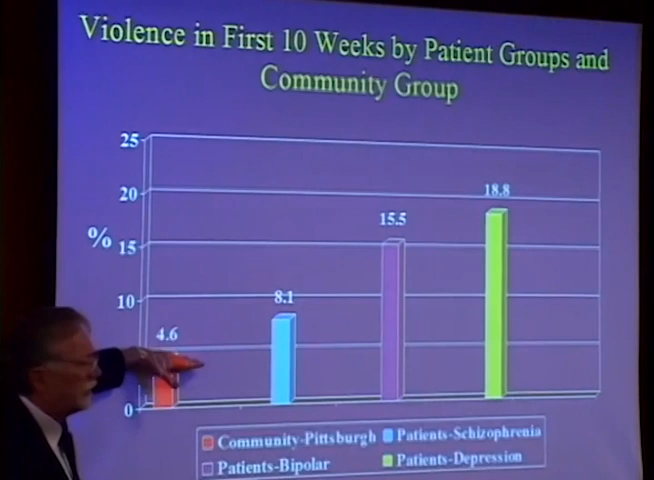 Violence in First 10 Weeks by Patient Groups and
Community Group
25
20
%
15
10
0
4.6
8.1
15.5
18.8
Community-Pittsburgh
Patients-Schizophrenia
Patients-Bipolar
Patients-Depression